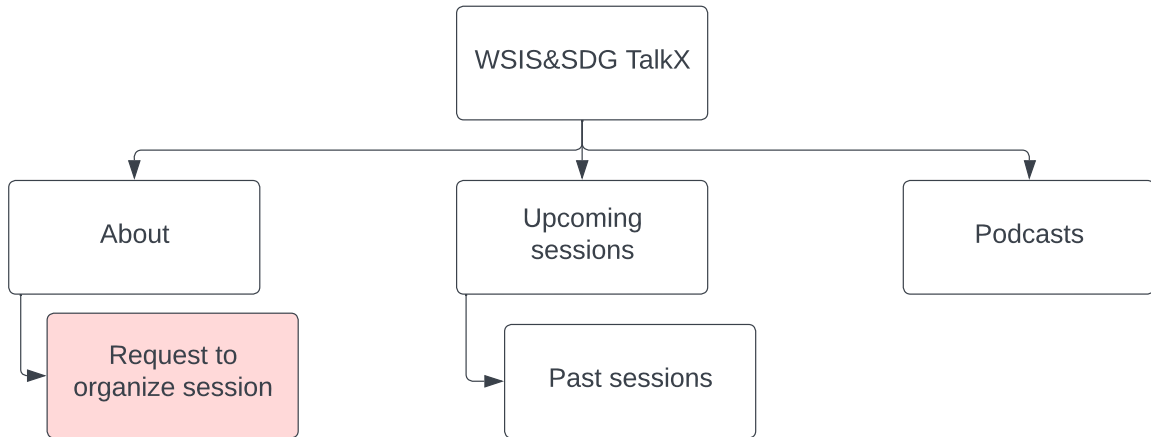 WSIS&SDG TalkX
About
Upcoming
sessions
Podcasts
Request to
organize session
Past sessions